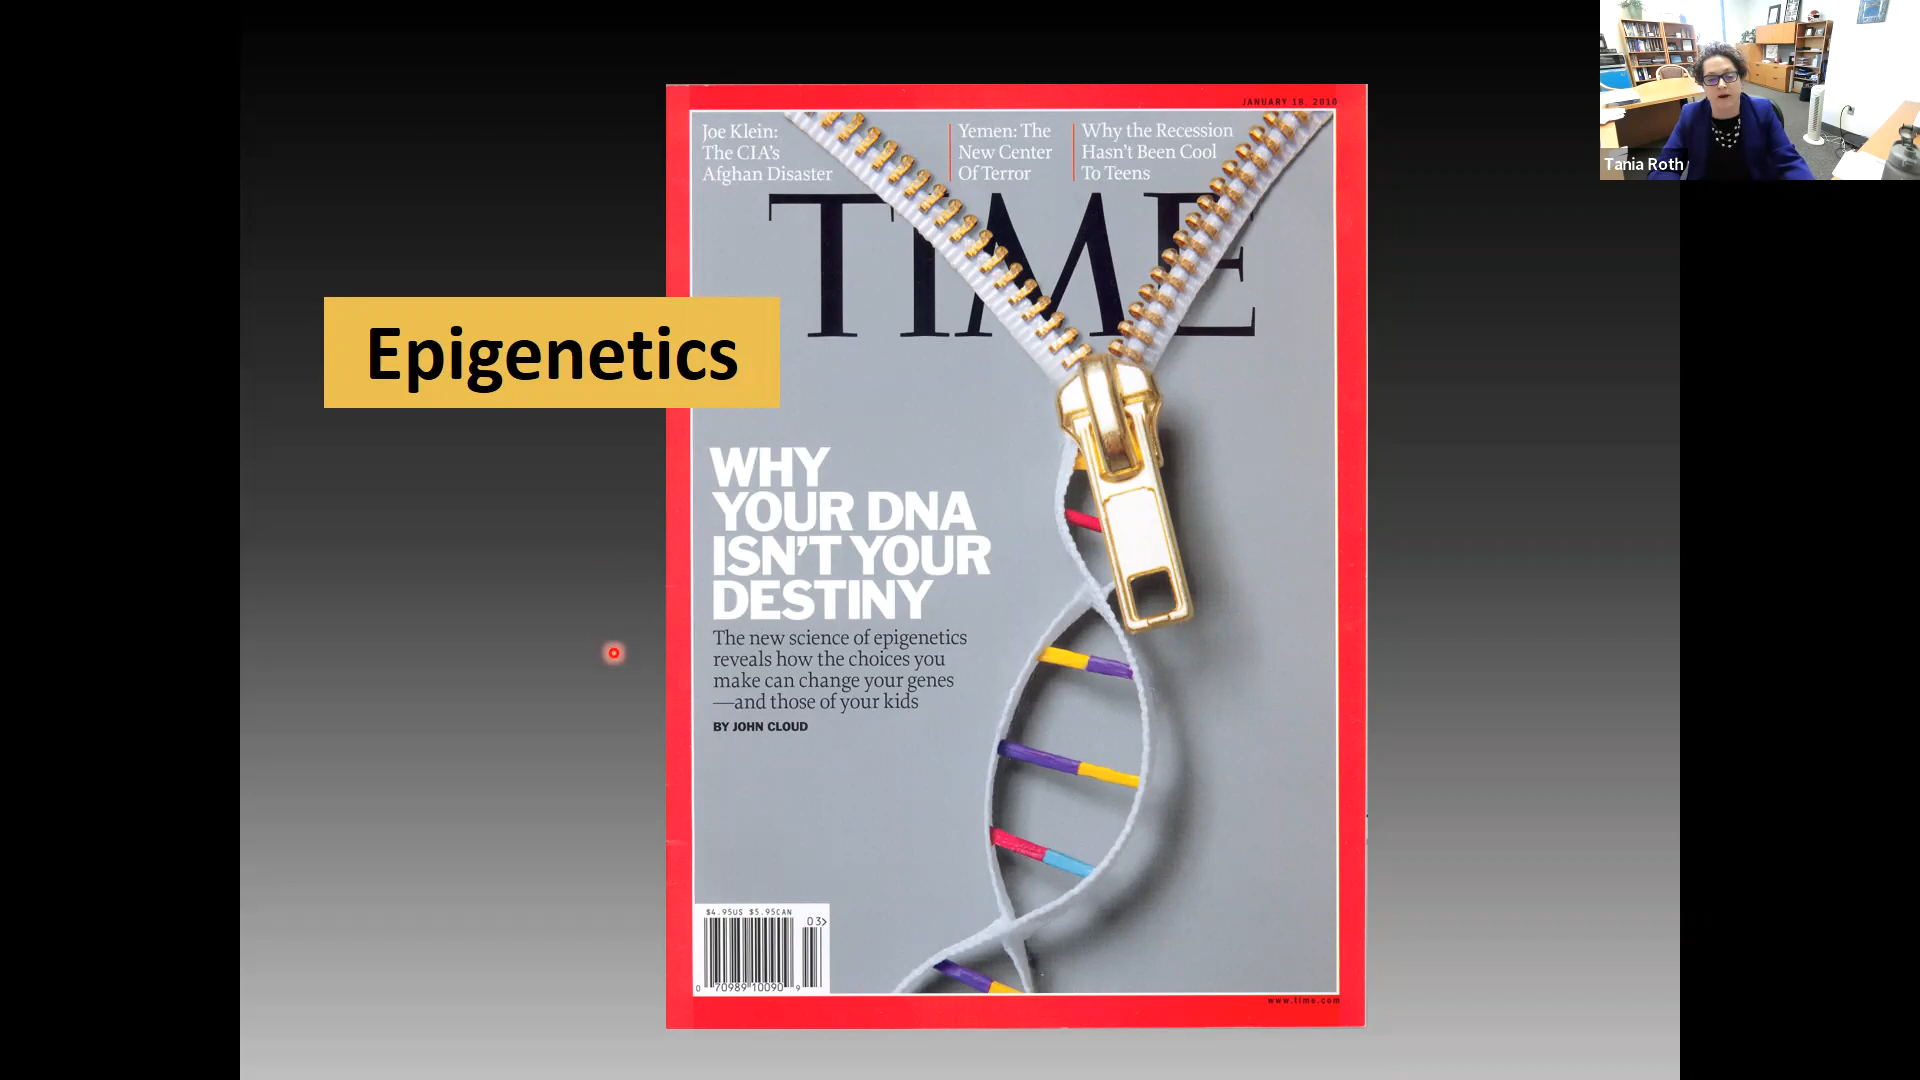 JANUARY 18, 2010
Joe Klein:
The CIA's
Afghan Disaster
Yemen: The
New Center
Of Terror
Why the Recession
Hasn't Been Cool
To Teens
TIME
Epigenetics
WHY
YOUR DNA
ISN'T YOUR
DESTINY
The new science of epigenetics
reveals how the choices you
make can change your genes
—and those of your kids
BY JOHN CLOUD
$4.95US $5.95CAN
03>
0 70989 10090 9
www.time.com
Tania Roth